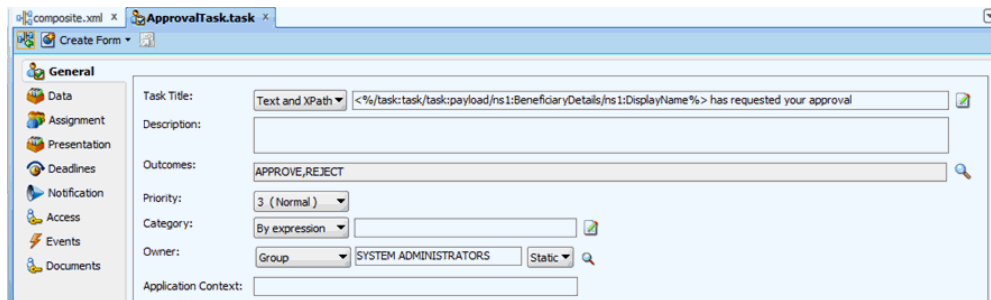 composite.xml x ApprovalTask.task x
Create Form
General
Data
Assignment
Presentation
Deadlines
Notification
Access
Events
Documents
Task Title: Text and XPath <%/task:task/task:payload/ns1:BeneficiaryDetails/ns1:DisplayName%> has requested your approval
Description:
Outcomes: APPROVE,REJECT
Priority: 3 (Normal)
Category: By expression
Owner: Group SYSTEM ADMINISTRATORS Static
Application Context: